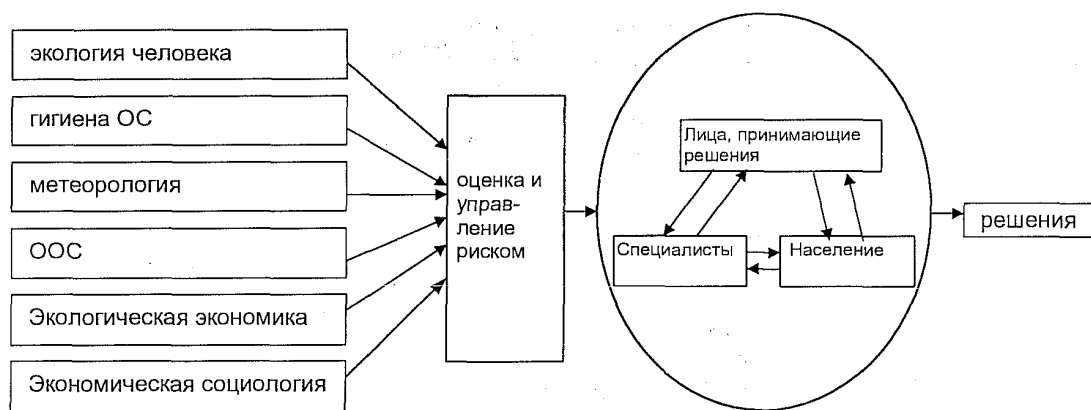 экология человека
гигиена ОС
метеорология
ООС
Экологическая экономика
Экономическая социология
оценка и
управ-
ление
риском
Лица, принимающие
решения
Специалисты
Население
решения